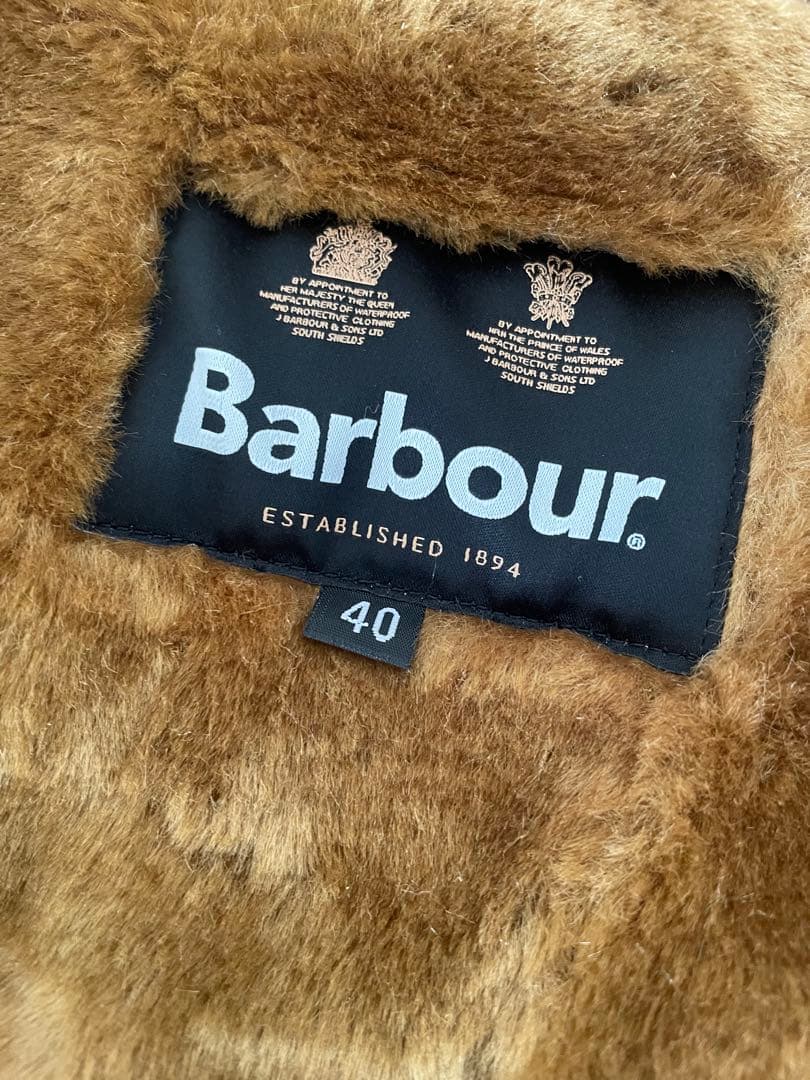 BY APPOINTMENT TO
HER MAJESTY THE QUEEN
MANUFACTURERS OF WATERPROOF
AND PROTECTIVE CLOTHING
J BARBOUR & SONS LTD
SOUTH SHIELDS
BY APPOINTMENT TO
HRH THE PRINCE OF WALES
MANUFACTURERS OF WATERPROOF
AND PROTECTIVE CLOTHING
J BARBOUR & SONS LTD
SOUTH SHIELDS
Barbour®
ESTABLISHED 1894
40